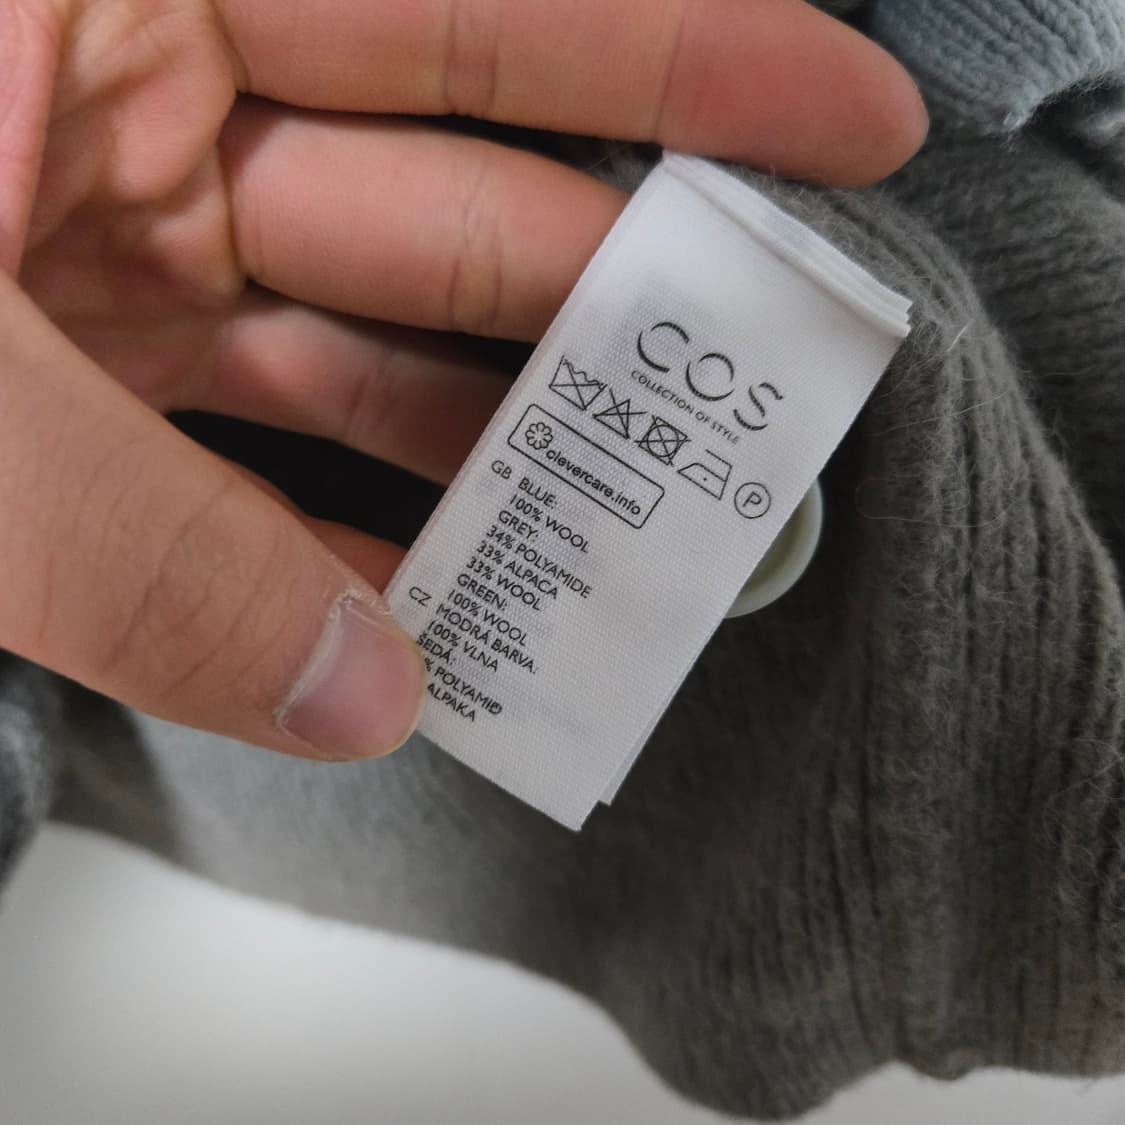 COS
COLLECTION OF STYLE
P
clevercare.info
GB BLUE:
100% WOOL
GREY:
34% POLYAMIDE
33% ALPACA
33% WOOL
GREEN:
100% WOOL
CZ MODRÁ BARVA:
100% VLNA
ŠEDÁ:
% POLYAMID
ALPAKA